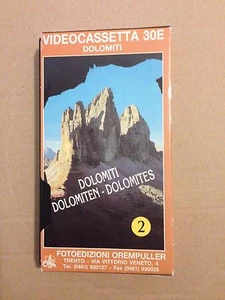 VIDEOCASSETTA 30E
DOLOMITI
DOLOMITI
DOLOMITEN - DOLOMITES
2
FOTOEDIZIONI OREMPULLER
TRENTO - VIA VITTORIO VENETO, 4
Tel. (0461) 930127 - Fax (0461) 930028